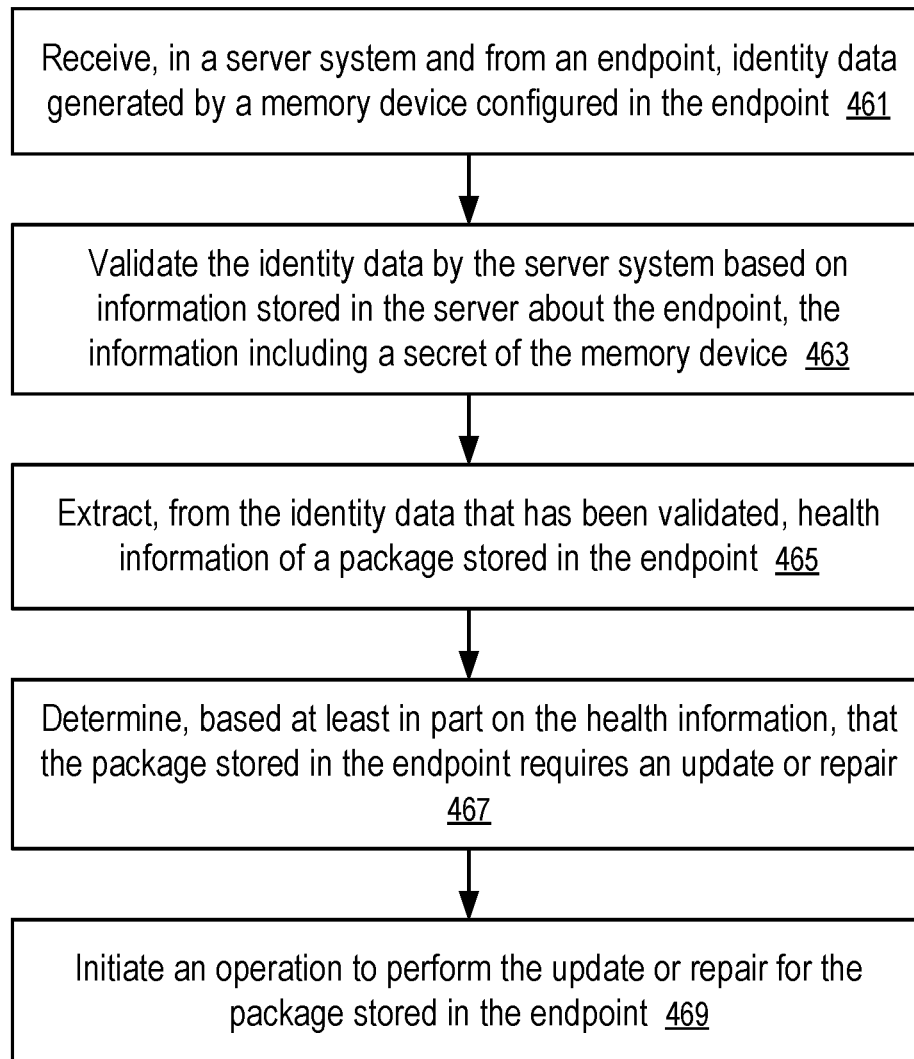 Receive, in a server system and from an endpoint, identity data
generated by a memory device configured in the endpoint 461
Validate the identity data by the server system based on
information stored in the server about the endpoint, the
information including a secret of the memory device 463
Extract, from the identity data that has been validated, health
information of a package stored in the endpoint 465
Determine, based at least in part on the health information, that
the package stored in the endpoint requires an update or repair
467
Initiate an operation to perform the update or repair for the
package stored in the endpoint 469